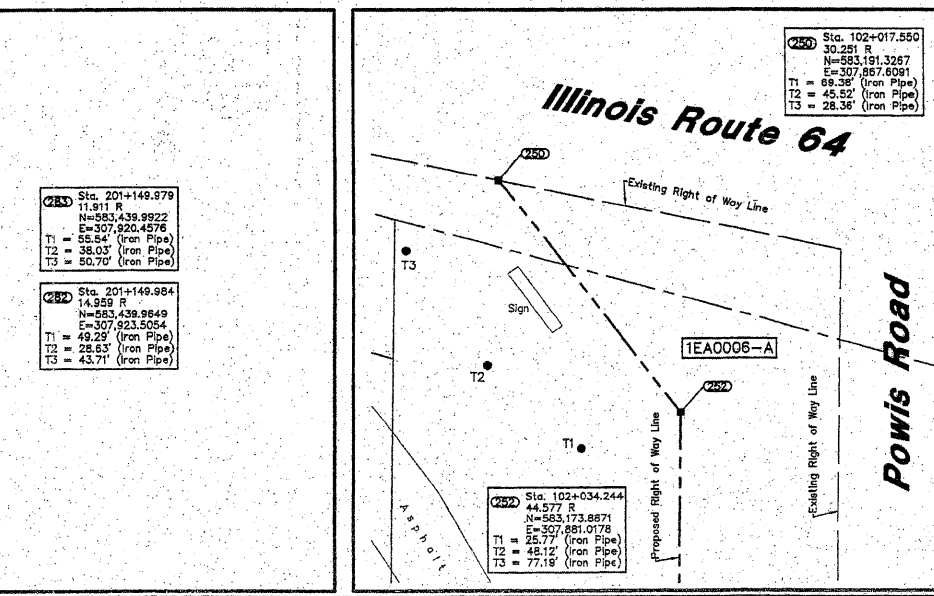 283 Sta. 201+149.979
11.911 R
N=583,439.9922
E=307,920.4576
T1 = 55.54' (Iron Pipe)
T2 = 38.03' (Iron Pipe)
T3 = 50.70' (Iron Pipe)
282 Sta. 201+149.984
14.959 R
N=583,439.9649
E=307,923.5054
T1 = 49.29' (Iron Pipe)
T2 = 28.63' (Iron Pipe)
T3 = 43.71' (Iron Pipe)
250 Sta. 102+017.550
30.251 R
N=583,191.3267
E=307,867.6091
T1 = 69.38' (Iron Pipe)
T2 = 45.52' (Iron Pipe)
T3 = 28.36' (Iron Pipe)
Illinois Route 64
250
Existing Right of Way Line
T3
Sign
1EA0006-A
Powis Road
T2
252
T1
Proposed Right of Way Line
Existing Right of Way Line
Asphalt
252 Sta. 102+034.244
44.577 R
N=583,173.8871
E=307,881.0178
T1 = 25.77' (Iron Pipe)
T2 = 48.12' (Iron Pipe)
T3 = 77.19' (Iron Pipe)